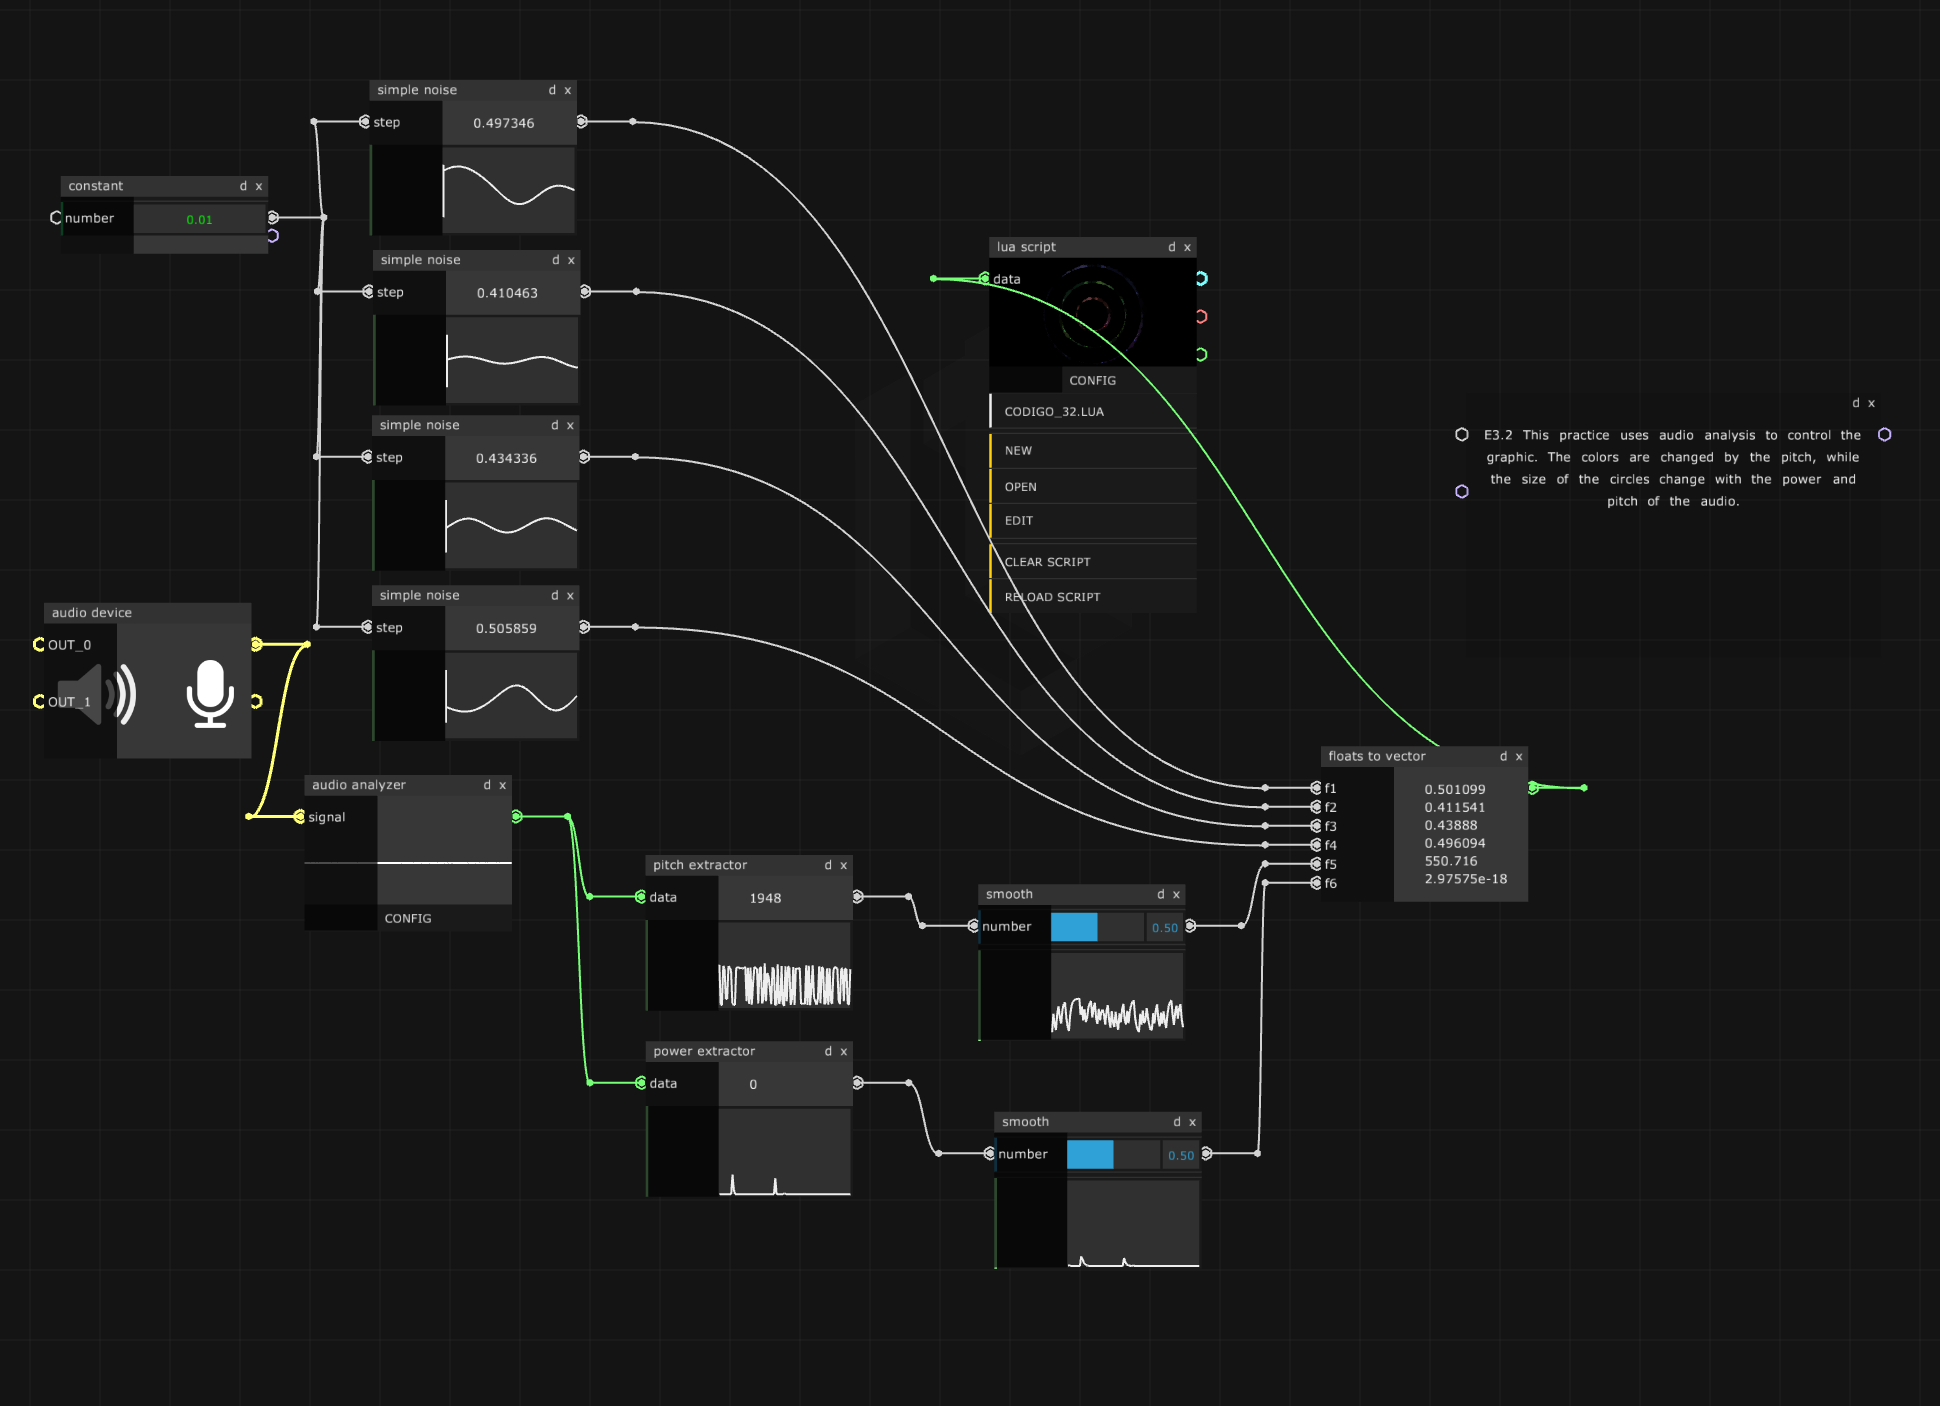 simple noise d x
step 0.497346
constant d x
number 0.01
simple noise d x
step 0.410463
simple noise d x
step 0.434336
simple noise d x
step 0.505859
audio device
OUT_0
OUT_1
audio analyzer d x
signal
CONFIG
pitch extractor d x
data 1948
power extractor d x
data 0
smooth d x
number 0.50
smooth d x
number 0.50
lua script d x
data
CONFIG
CODIGO_32.LUA
NEW
OPEN
EDIT
CLEAR SCRIPT
RELOAD SCRIPT
d x
E3.2 This practice uses audio analysis to control the
graphic. The colors are changed by the pitch, while
the size of the circles change with the power and
pitch of the audio.
floats to vector d x
f1 0.501099
f2 0.411541
f3 0.43888
f4 0.496094
f5 550.716
f6 2.97575e-18